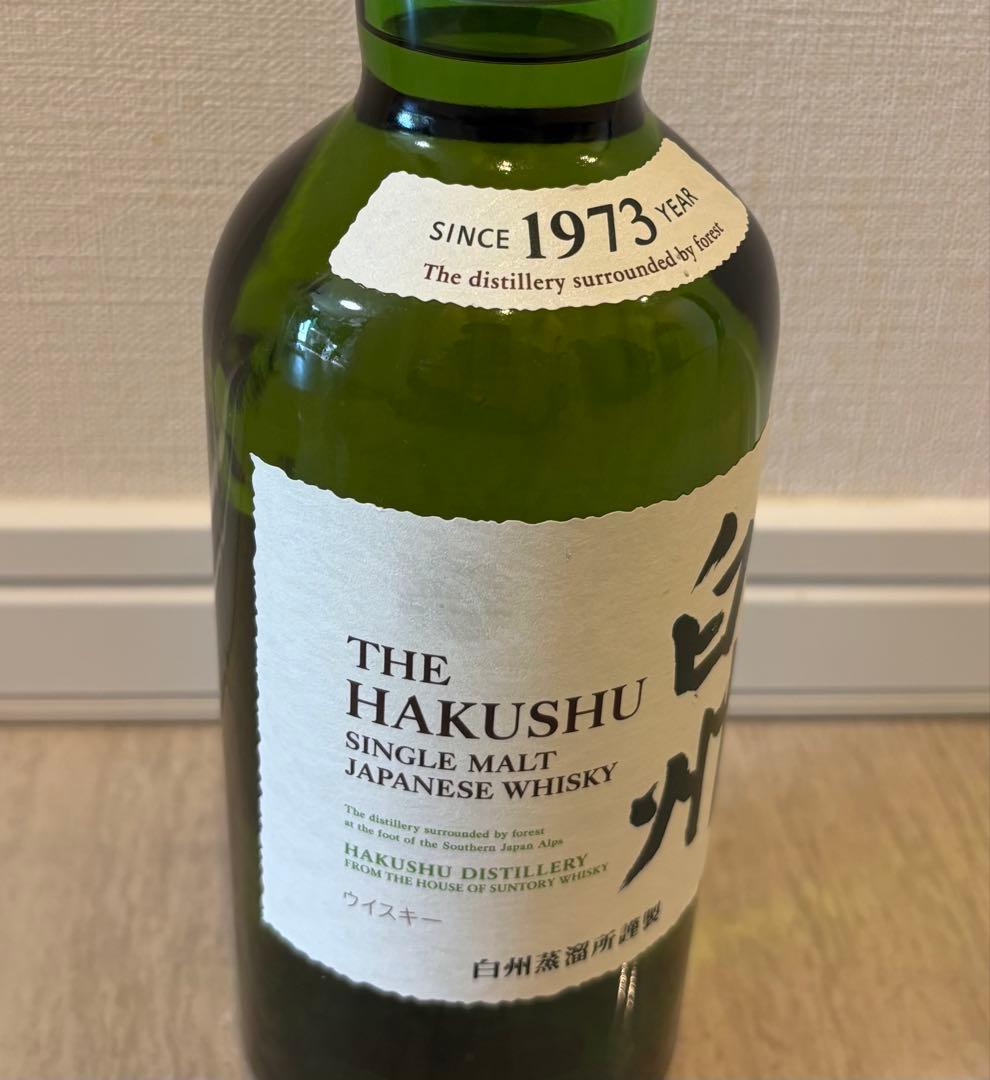 SINCE 1973 YEAR
The distillery surrounded by forest
白州
THE
HAKUSHU
SINGLE MALT
JAPANESE WHISKY
The distillery surrounded by forest
at the foot of the Southern Japan Alps
HAKUSHU DISTILLERY
FROM THE HOUSE OF SUNTORY WHISKY
ウイスキー
白州蒸溜所謹製